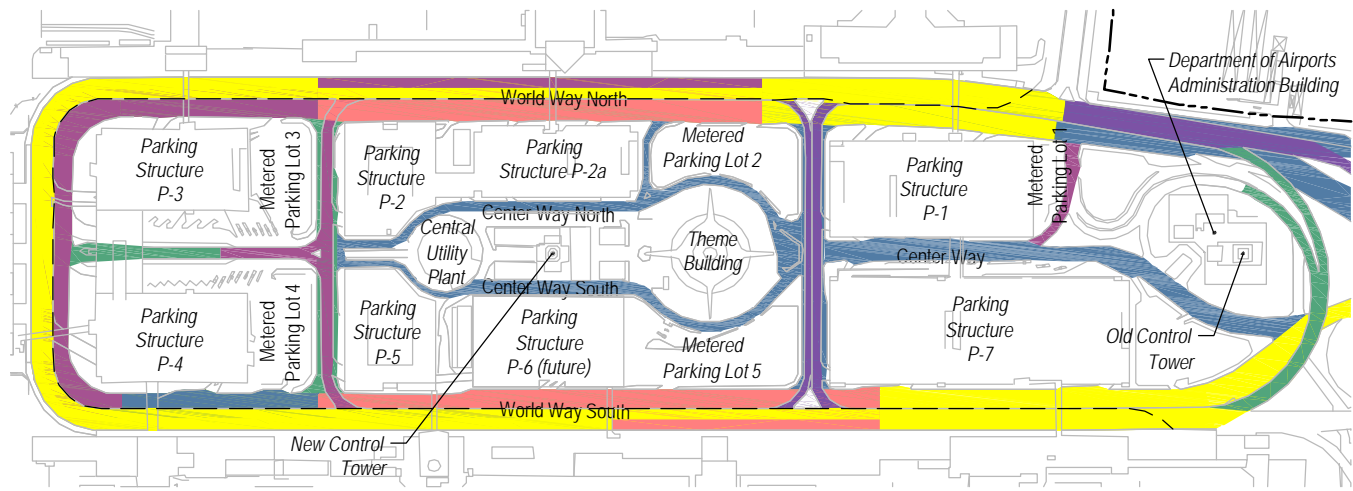 Department of Airports
Administration Building
World Way North
Parking
Structure
P-3
Metered
Parking Lot 3
Parking
Structure
P-2
Parking
Structure P-2a
Metered
Parking Lot 2
Parking
Structure
P-1
Metered
Parking Lot 1
Center Way North
Central
Utility
Plant
Theme
Building
Center Way
Center Way South
Parking
Structure
P-4
Metered
Parking Lot 4
Parking
Structure
P-5
Parking
Structure
P-6 (future)
Metered
Parking Lot 5
Parking
Structure
P-7
Old Control
Tower
World Way South
New Control
Tower